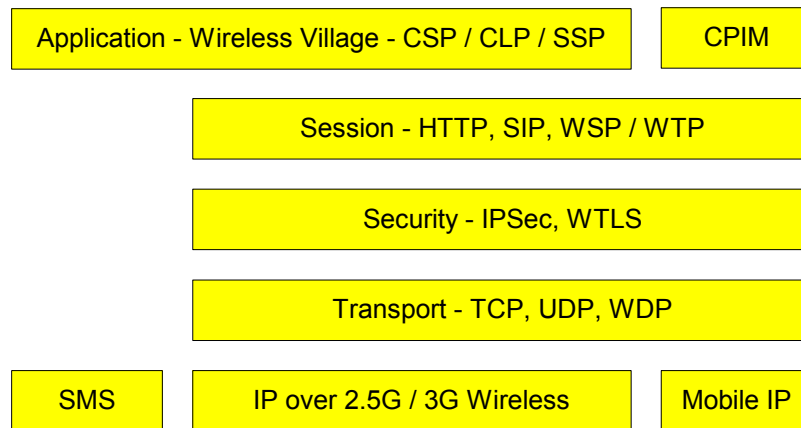 Application - Wireless Village - CSP / CLP / SSP
CPIM
Session - HTTP, SIP, WSP / WTP
Security - IPSec, WTLS
Transport - TCP, UDP, WDP
SMS
IP over 2.5G / 3G Wireless
Mobile IP